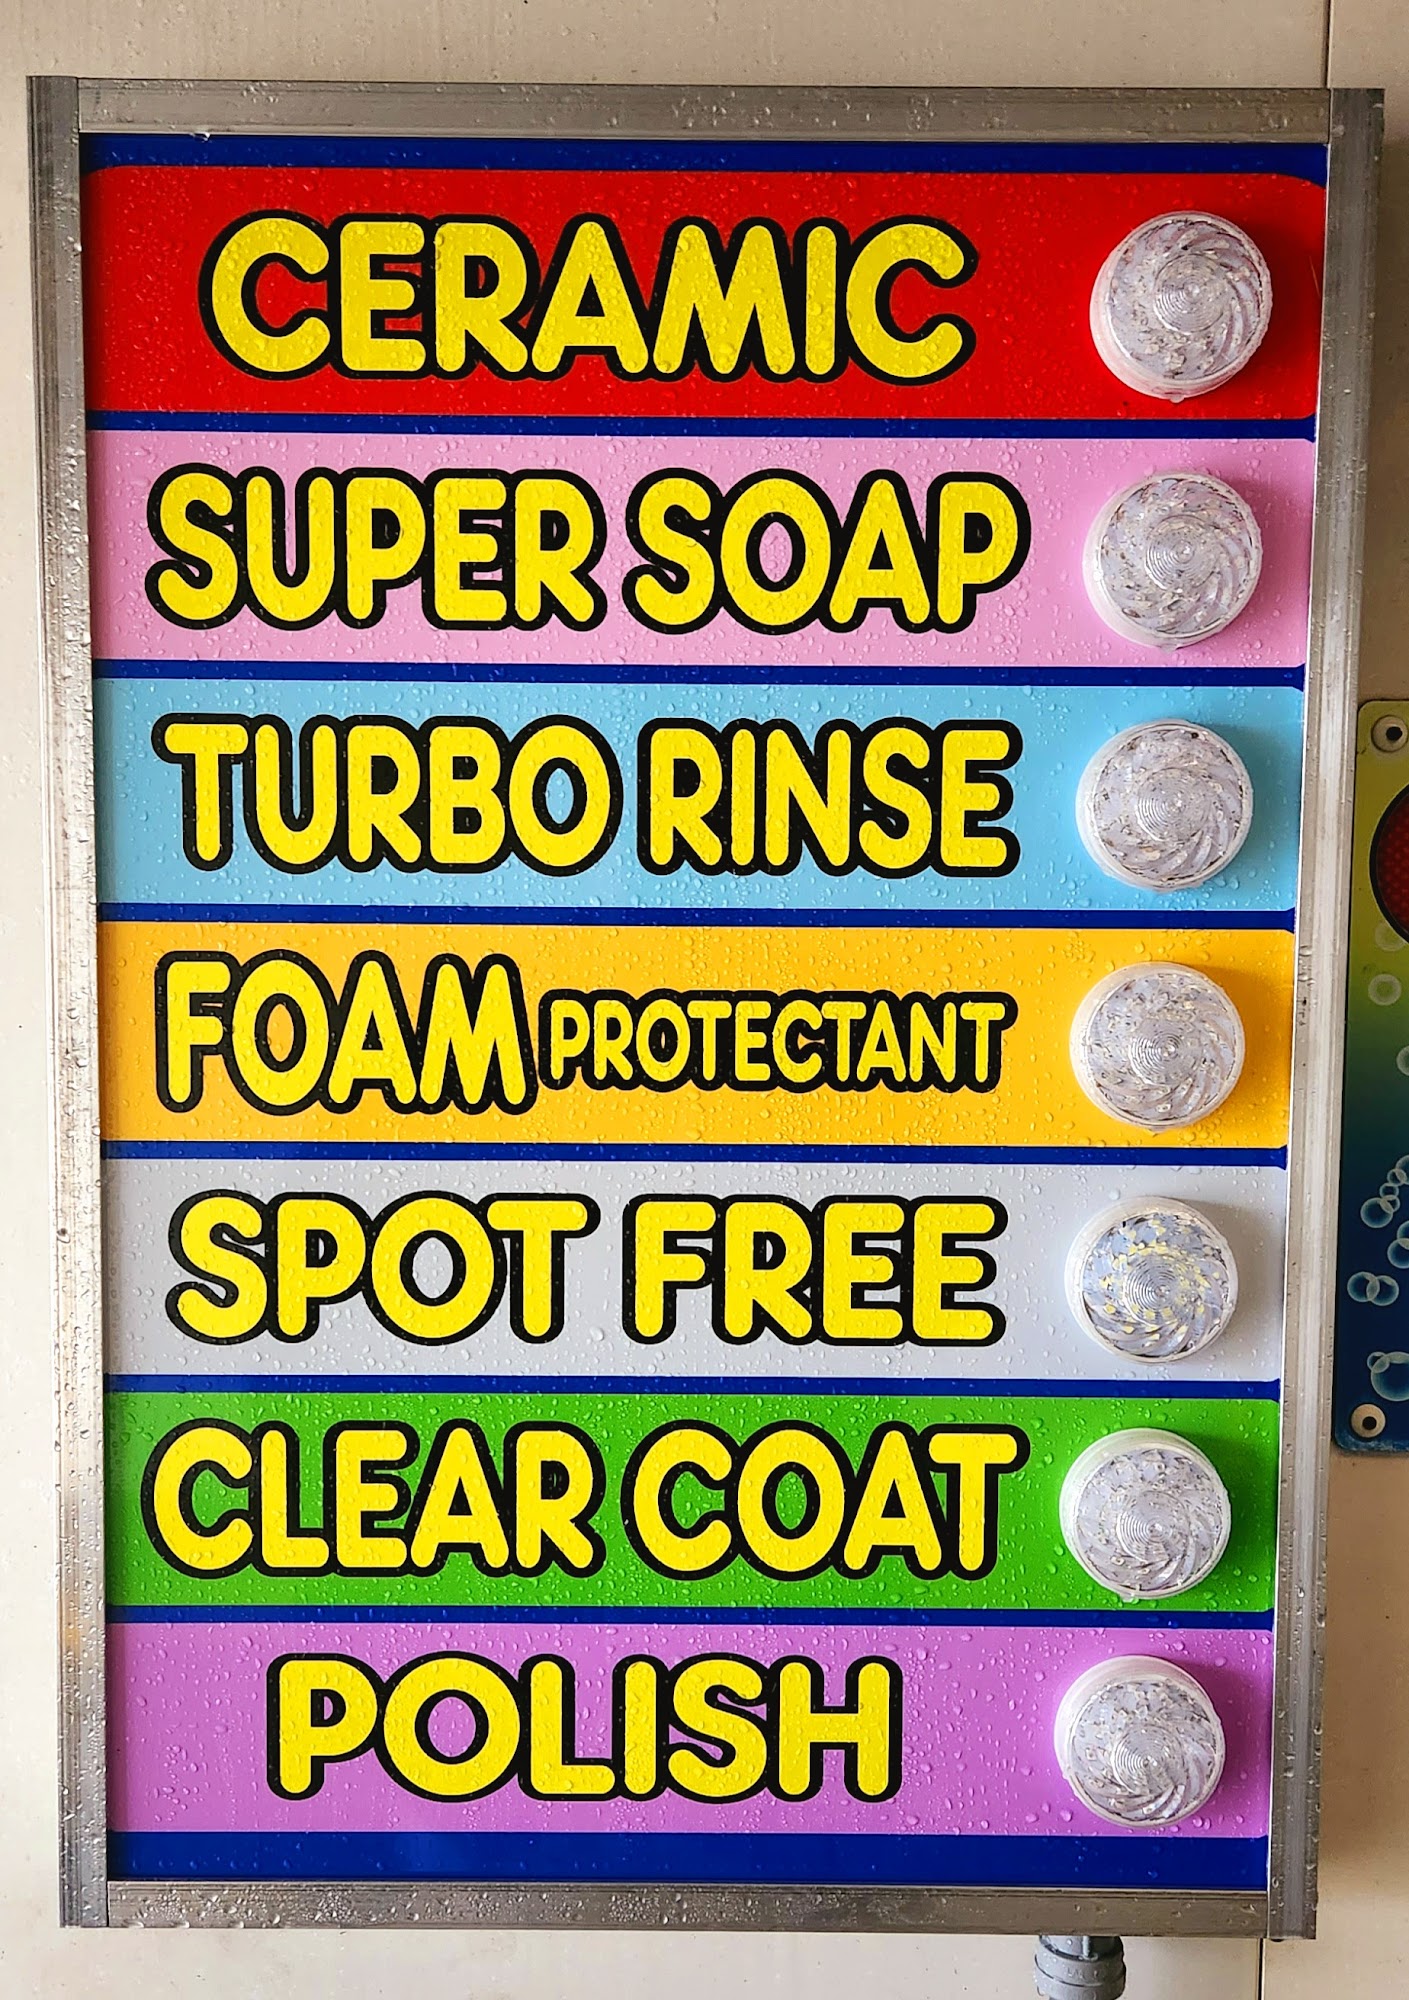 CERAMIC
SUPER SOAP
TURBO RINSE
FOAM PROTECTANT
SPOT FREE
CLEAR COAT
POLISH